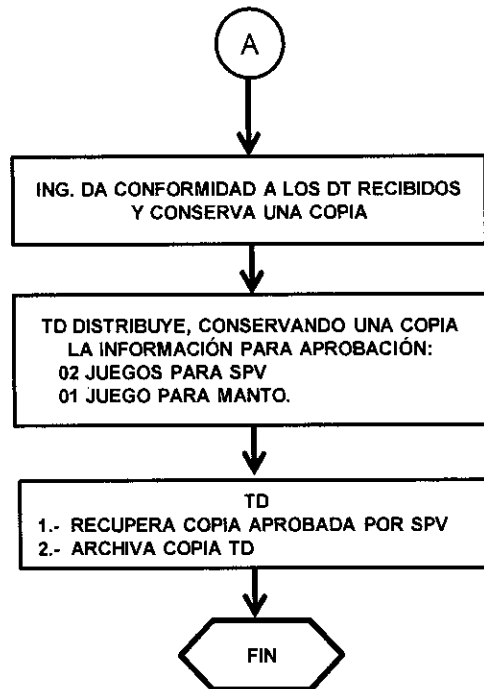 A
ING. DA CONFORMIDAD A LOS DT RECIBIDOS
Y CONSERVA UNA COPIA
TD DISTRIBUYE, CONSERVANDO UNA COPIA
LA INFORMACIÓN PARA APROBACIÓN:
02 JUEGOS PARA SPV
01 JUEGO PARA MANTO.
TD
1.- RECUPERA COPIA APROBADA POR SPV
2.- ARCHIVA COPIA TD
FIN